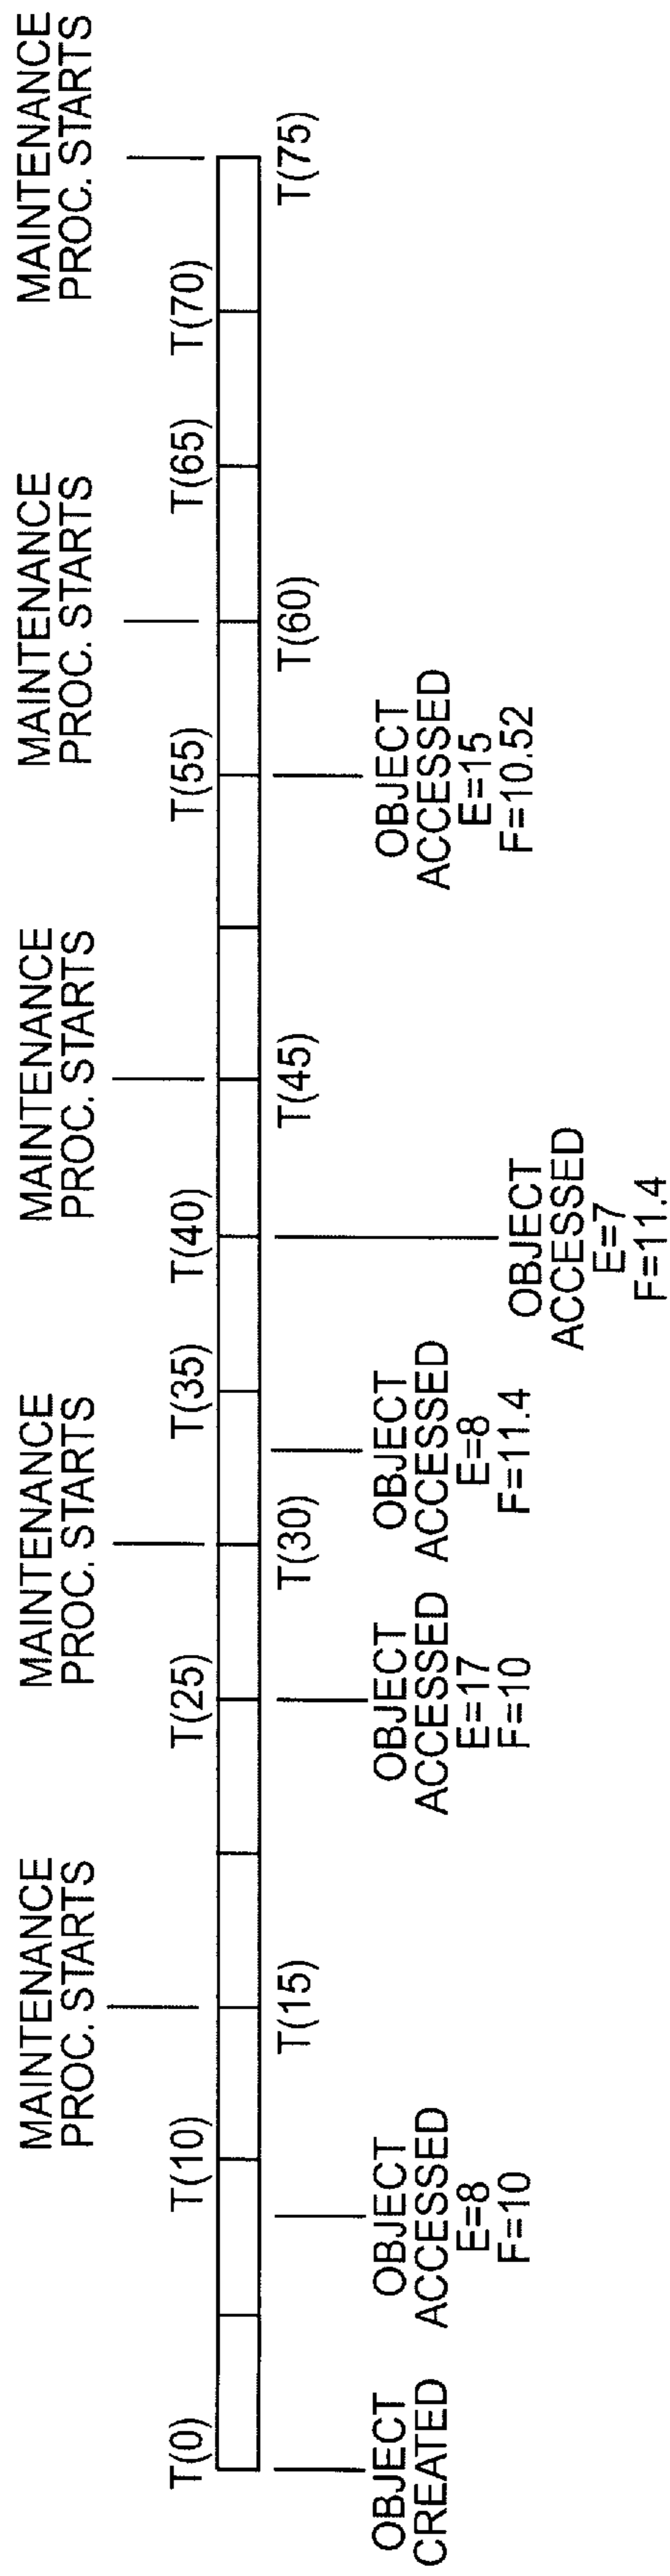 MAINTENANCE
PROC. STARTS
MAINTENANCE
PROC. STARTS
MAINTENANCE
PROC. STARTS
MAINTENANCE
PROC. STARTS
MAINTENANCE
PROC. STARTS
T(0)
T(10)
T(25)
T(35)
T(40)
T(55)
T(65)
T(70)
T(15)
T(30)
T(45)
T(60)
T(75)
OBJECT
CREATED
OBJECT
ACCESSED
E=8
F=10
OBJECT
ACCESSED
E=17
F=10
OBJECT
ACCESSED
E=8
F=11.4
OBJECT
ACCESSED
E=7
F=11.4
OBJECT
ACCESSED
E=15
F=10.52